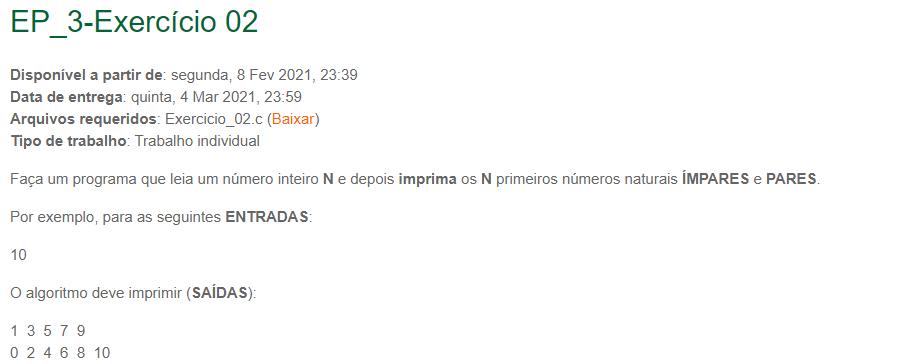 EP_3-Exercício 02
Disponível a partir de: segunda, 8 Fev 2021, 23:39
Data de entrega: quinta, 4 Mar 2021, 23:59
Arquivos requeridos: Exercicio_02.c (Baixar)
Tipo de trabalho: Trabalho individual
Faça um programa que leia um número inteiro N e depois imprima os N primeiros números naturais ÍMPARES e PARES.
Por exemplo, para as seguintes ENTRADAS:
10
O algoritmo deve imprimir (SAÍDAS):
1 3 5 7 9
0 2 4 6 8 10